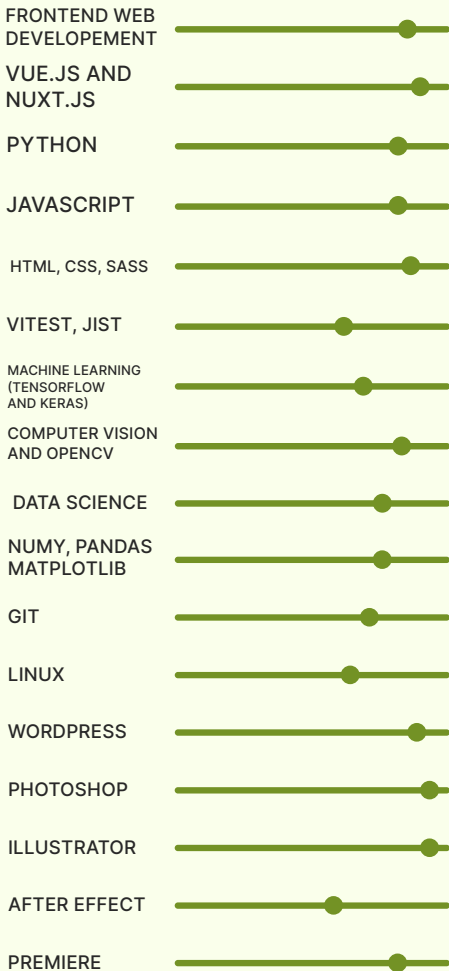 FRONTEND WEB
DEVELOPEMENT
VUE.JS AND
NUXT.JS
PYTHON
JAVASCRIPT
HTML, CSS, SASS
VITEST, JIST
MACHINE LEARNING
(TENSORFLOW
AND KERAS)
COMPUTER VISION
AND OPENCV
DATA SCIENCE
NUMY, PANDAS
MATPLOTLIB
GIT
LINUX
WORDPRESS
PHOTOSHOP
ILLUSTRATOR
AFTER EFFECT
PREMIERE